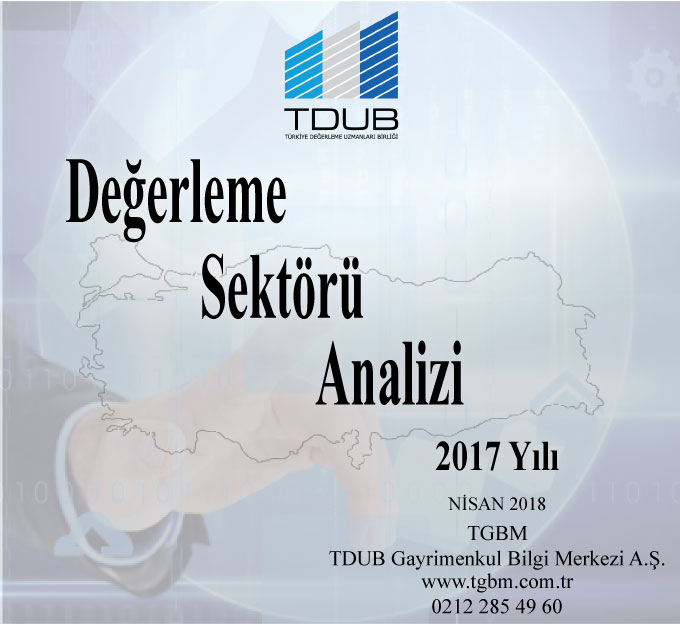 TDUB
TÜRKİYE DEĞERLEME UZMANLARI BİRLİĞİ
Değerleme
Sektörü
Analizi
2017 Yılı
NİSAN 2018
TGBM
TDUB Gayrimenkul Bilgi Merkezi A.Ş.
www.tgbm.com.tr
0212 285 49 60